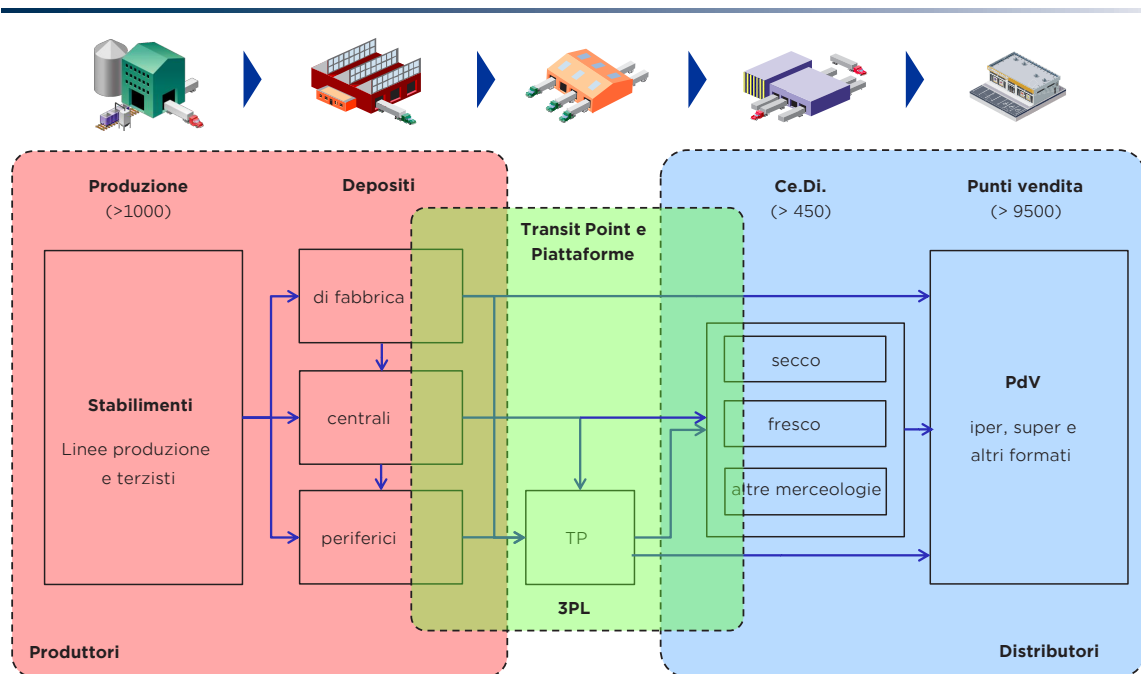 Produzione
(>1000)
Depositi
Ce.Di.
(> 450)
Punti vendita
(> 9500)
Transit Point e
Piattaforme
di fabbrica
centrali
periferici
Stabilimenti
Linee produzione
e terzisti
TP
3PL
secco
fresco
altre merceologie
PdV
iper, super e
altri formati
Produttori
Distributori